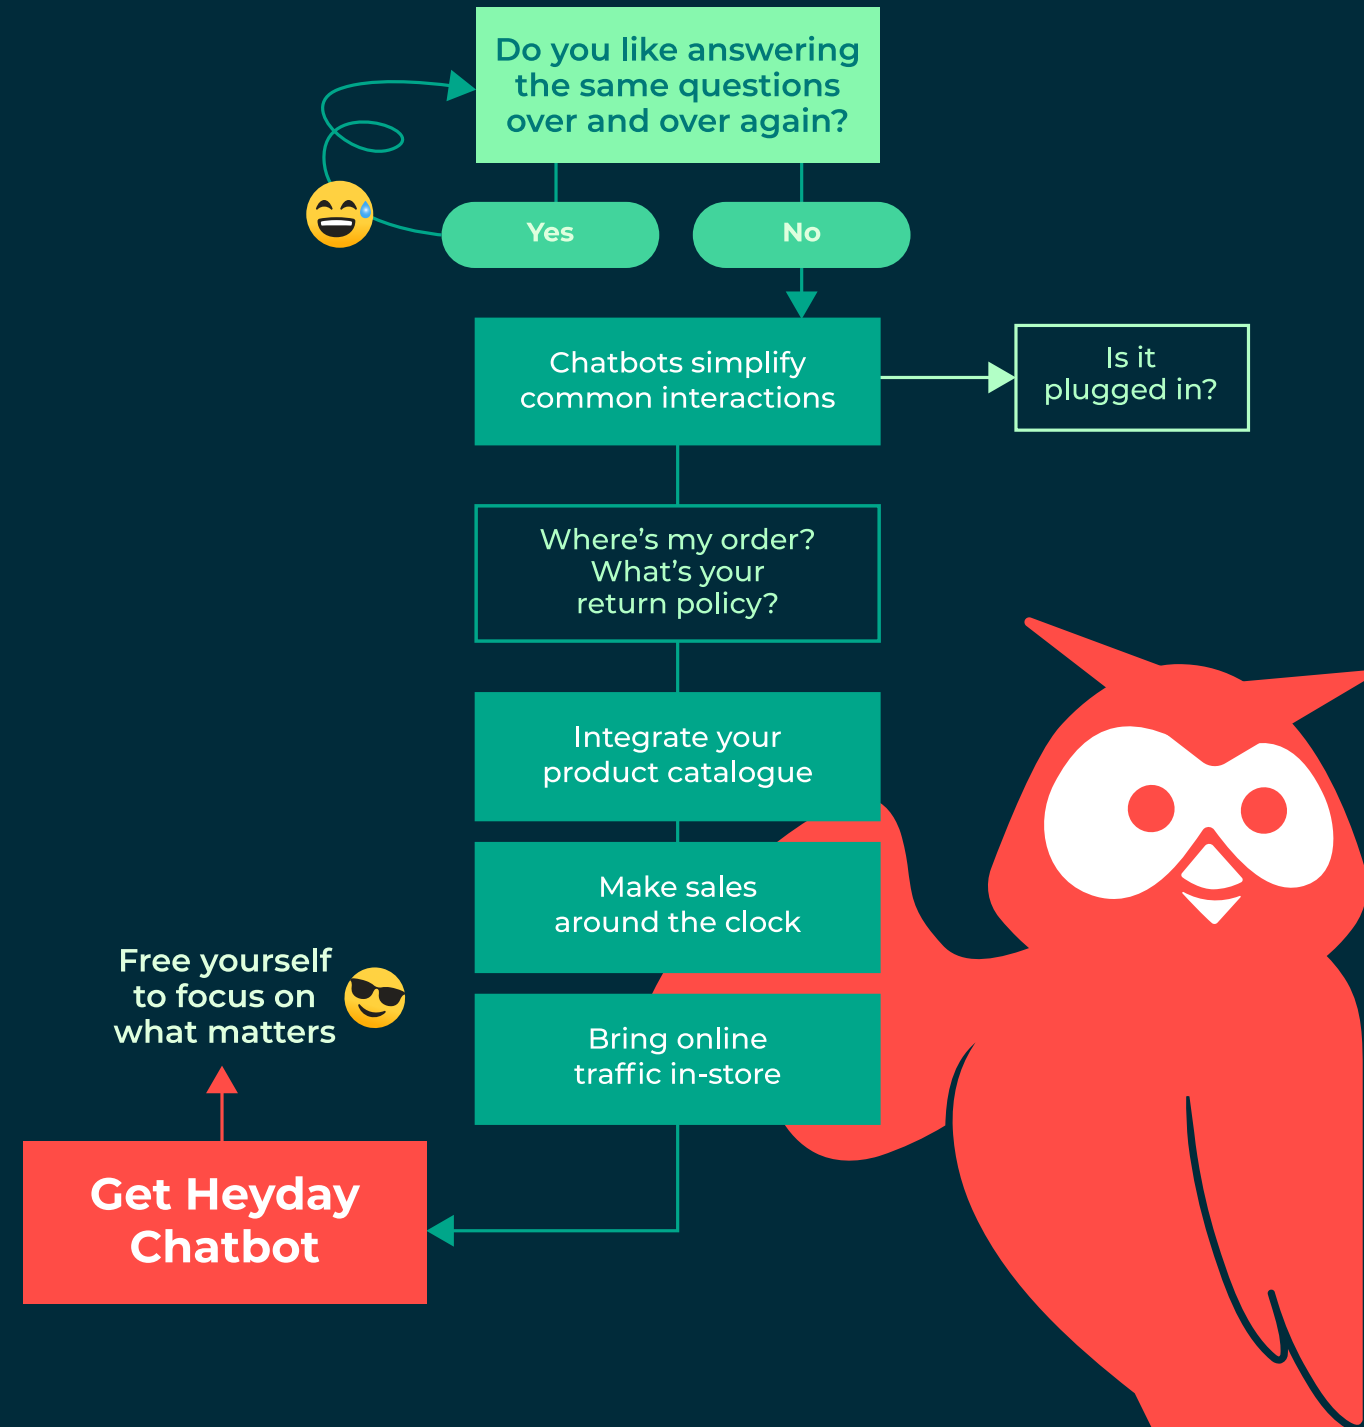 Do you like answering
the same questions
over and over again?
Yes
No
Chatbots simplify
common interactions
Is it
plugged in?
Where’s my order?
What’s your
return policy?
Integrate your
product catalogue
Make sales
around the clock
Bring online
traffic in-store
Free yourself
to focus on
what matters
Get Heyday
Chatbot